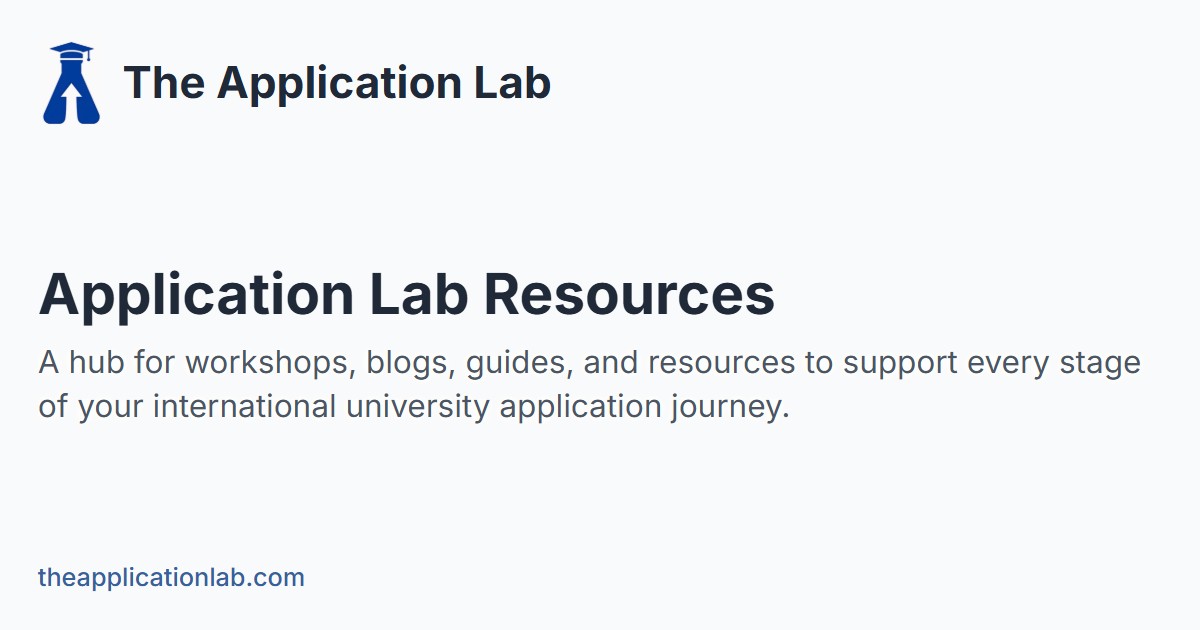 The Application Lab
Application Lab Resources
A hub for workshops, blogs, guides, and resources to support every stage
of your international university application journey.
theapplicationlab.com